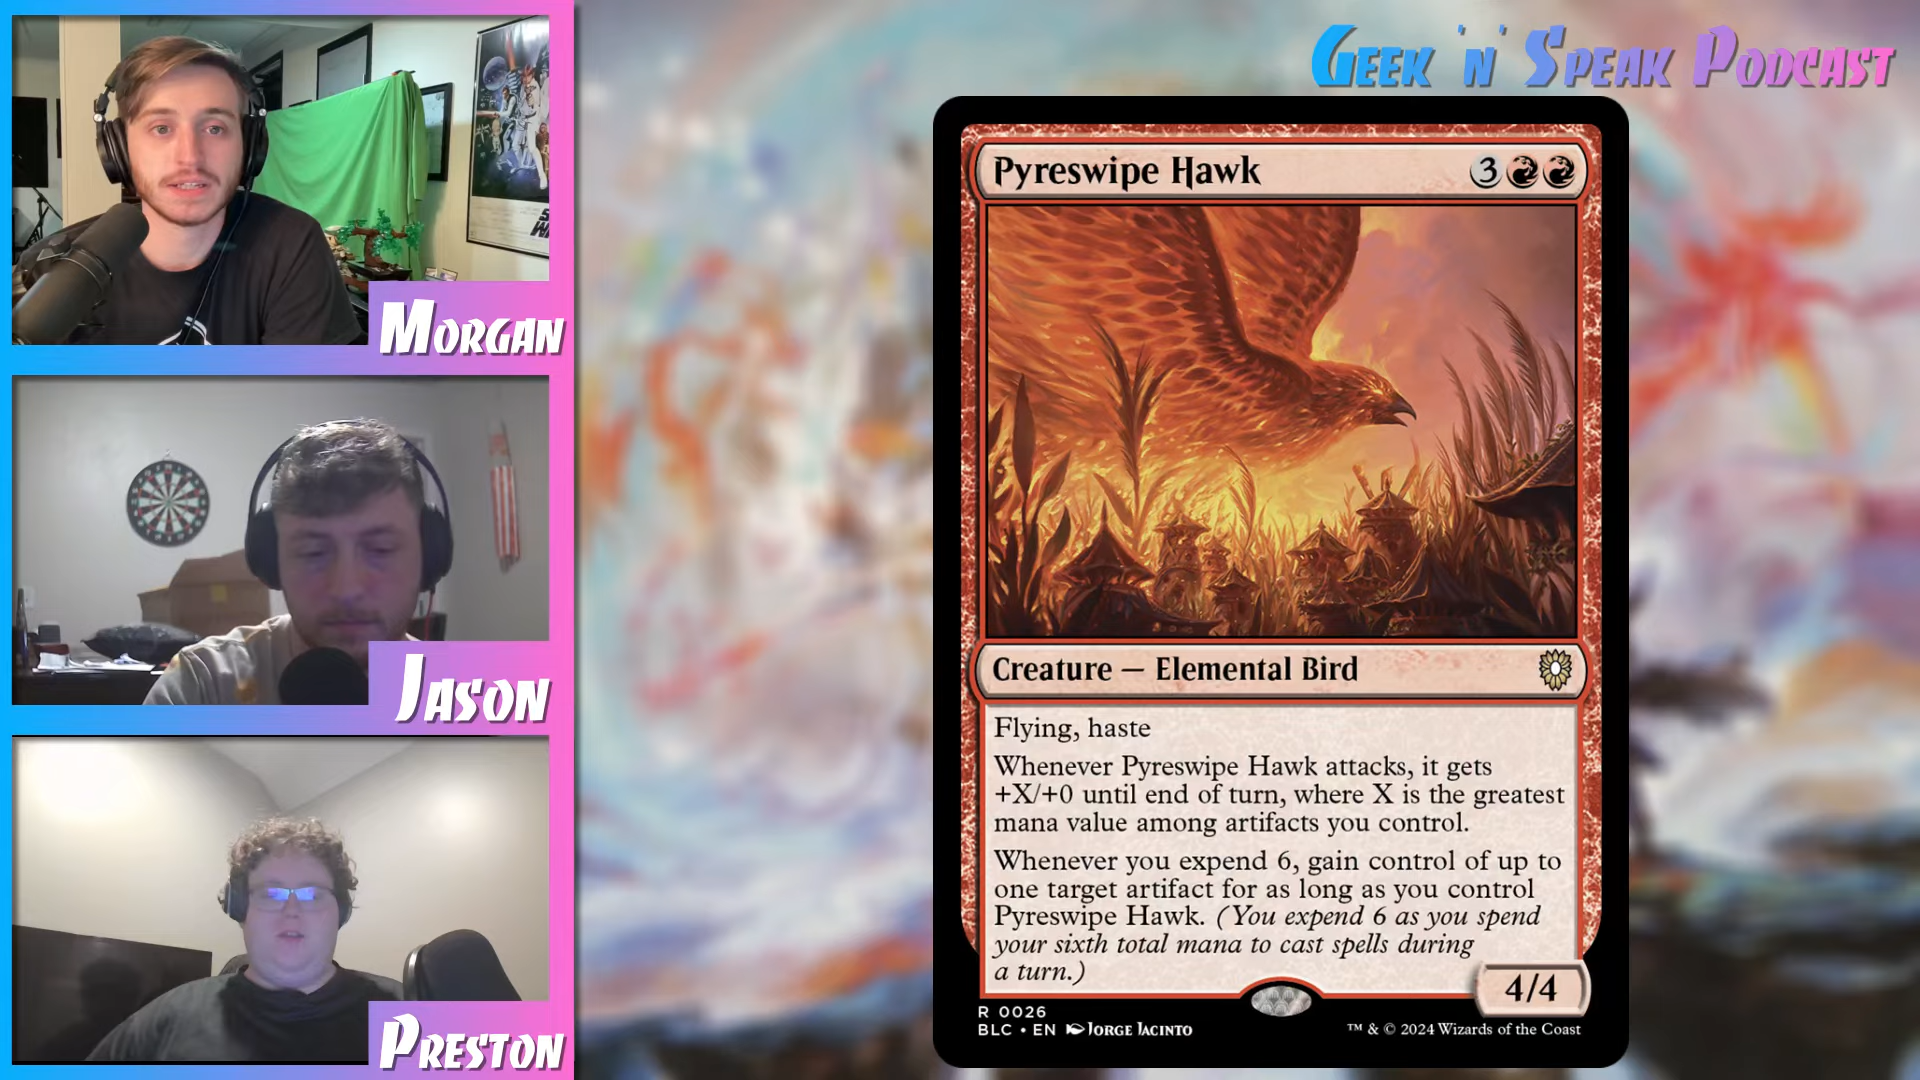 Geek 'n' Speak Podcast
Morgan
Jason
Preston
Pyreswipe Hawk 3
Creature — Elemental Bird
Flying, haste
Whenever Pyreswipe Hawk attacks, it gets
+X/+0 until end of turn, where X is the greatest
mana value among artifacts you control.
Whenever you expend 6, gain control of up to
one target artifact for as long as you control
Pyreswipe Hawk. (You expend 6 as you spend
your sixth total mana to cast spells during
a turn.)
4/4
R 0026
BLC • EN Jorge Jacinto
™ & © 2024 Wizards of the Coast